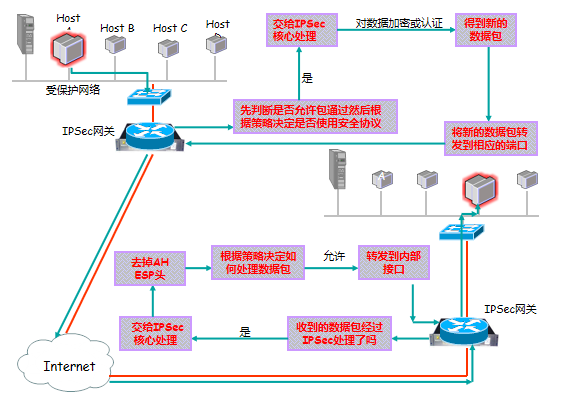 Host
Host B
Host C
Host
受保护网络
IPSec网关
交给IPSec
核心处理
对数据加密或认证
得到新的
数据包
是
先判断是否允许包通过然后根
据策略决定是否使用安全协议
将新的数据包转
发到相应的端口
去掉AH
ESP头
根据策略决定如
何处理数据包
允许
转发到内部
接口
IPSec网关
交给IPSec
核心处理
是
收到的数据包经过
IPSec处理了吗
Internet